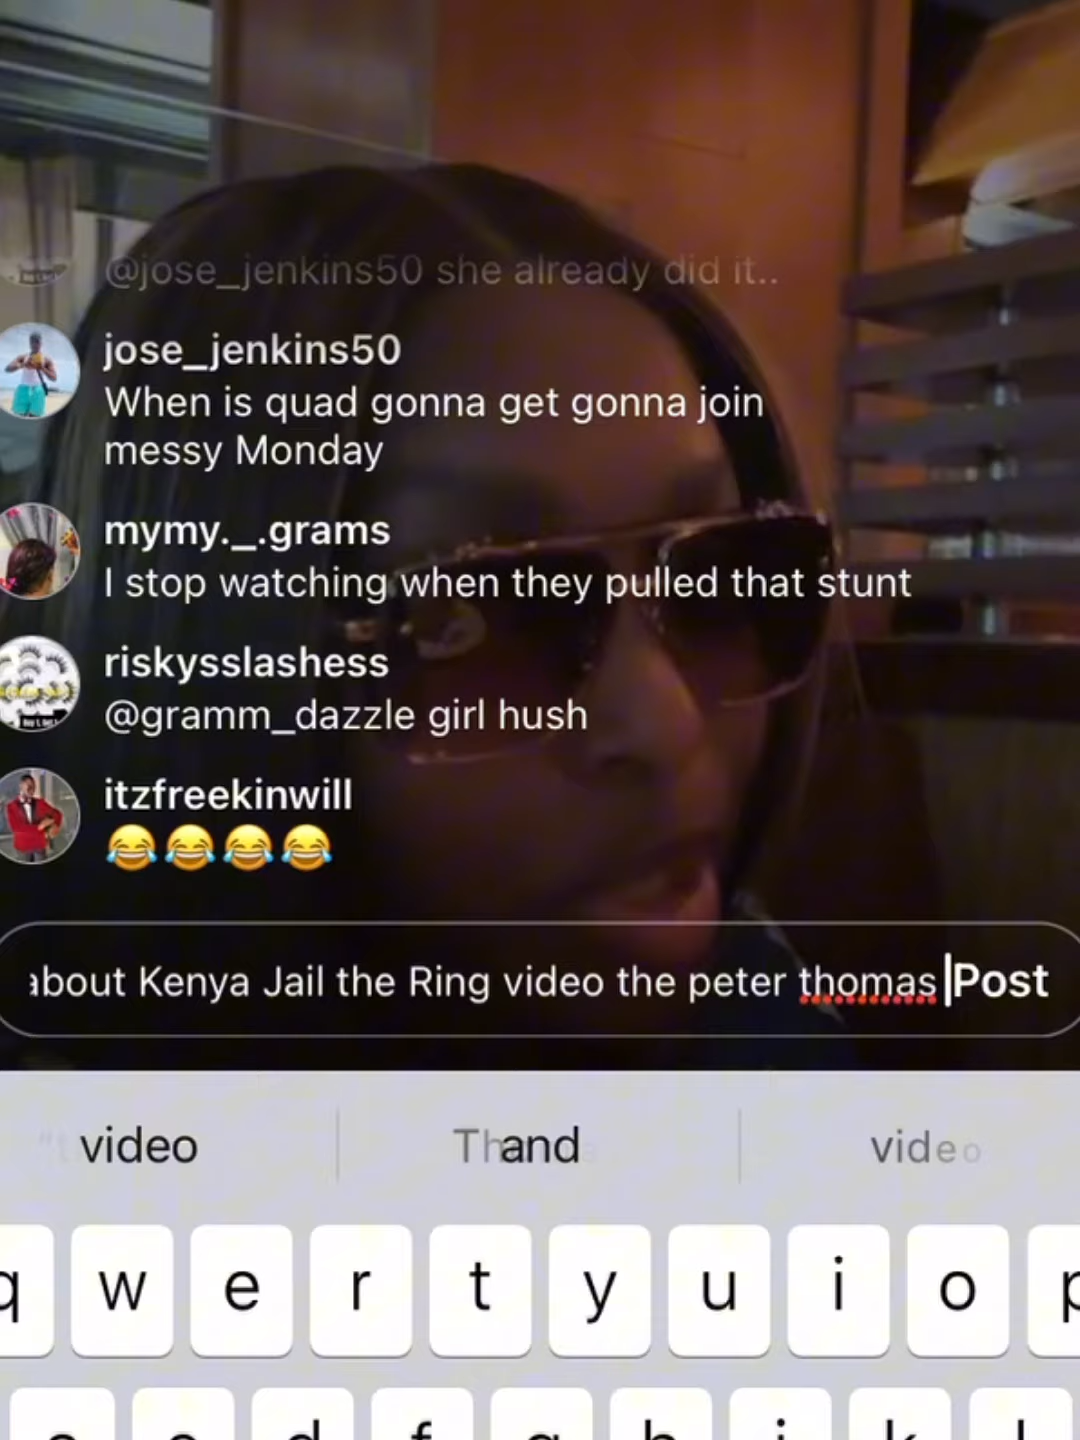 @jose_jenkins50 she already did it..
jose_jenkins50
When is quad gonna get gonna join
messy Monday
mymy._.grams
I stop watching when they pulled that stunt
riskysslashess
@gramm_dazzle girl hush
itzfreekinwill
😂😂😂😂
about Kenya Jail the Ring video the peter thomas Post
video and video
q w e r t y u i o p